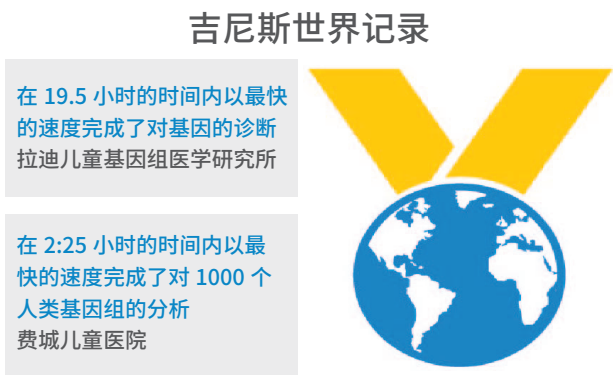 吉尼斯世界记录
在 19.5 小时的时间内以最快
的速度完成了对基因的诊断
拉迪儿童基因组医学研究所
在 2:25 小时的时间内以最
快的速度完成了对 1000 个
人类基因组的分析
费城儿童医院